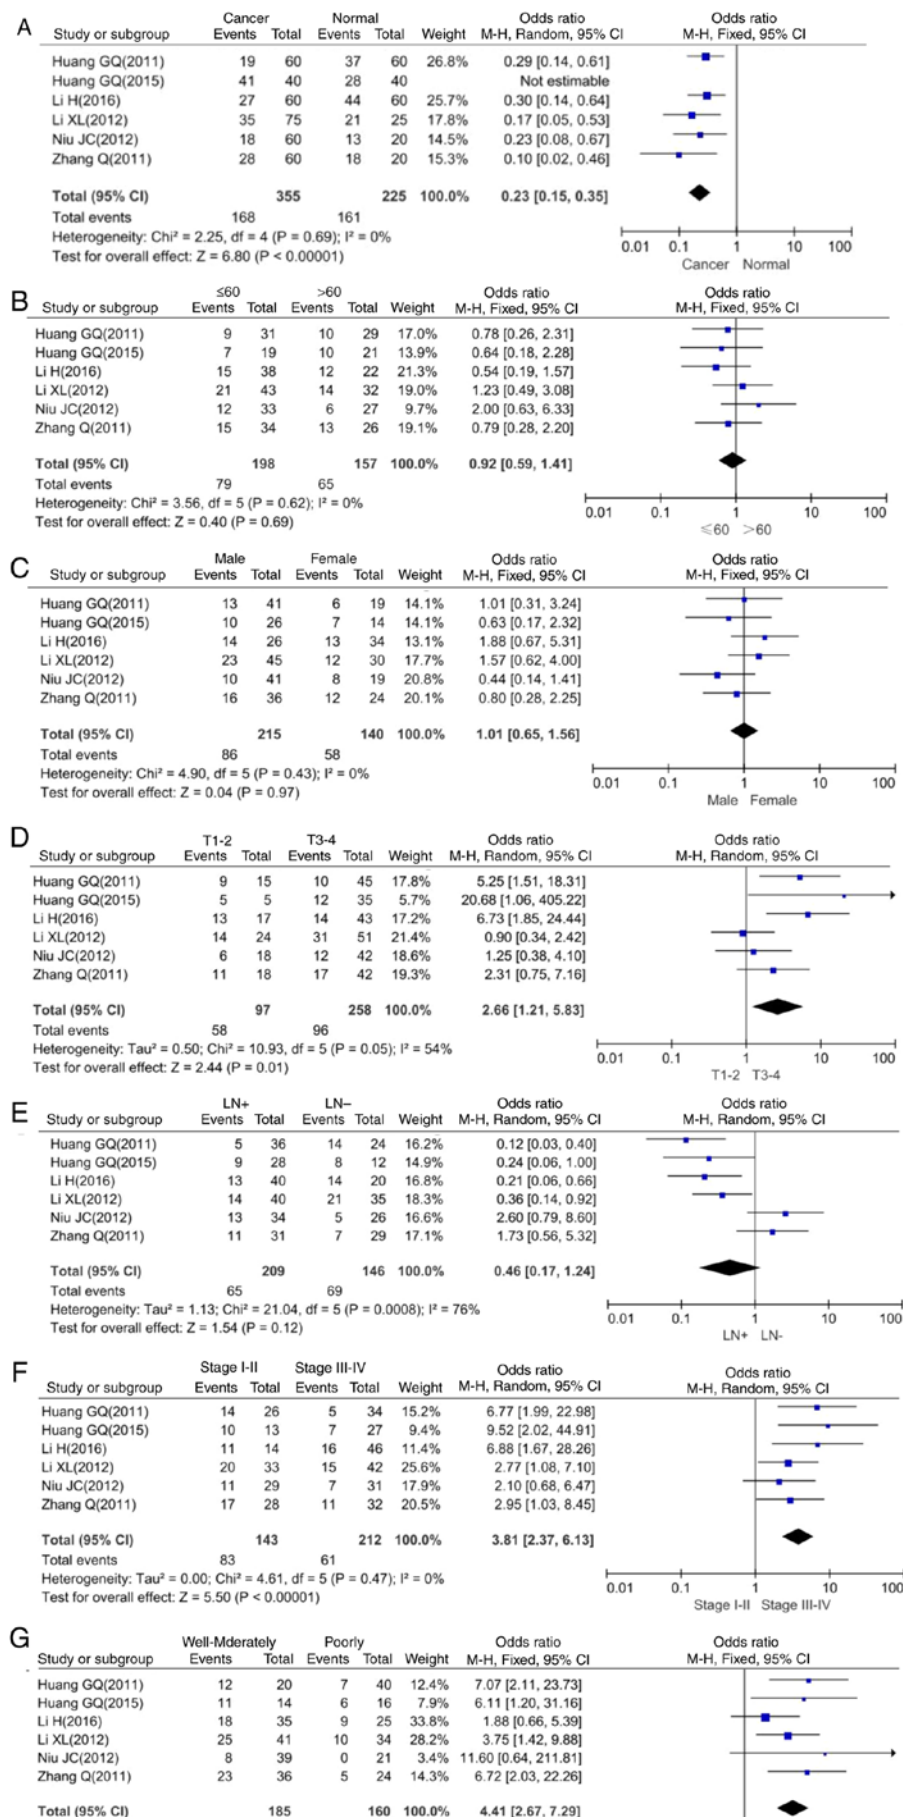 A
Cancer Normal Odds ratio Odds ratio
Study or subgroup Events Total Events Total Weight M-H, Random, 95% CI M-H, Fixed, 95% CI
Huang GQ(2011) 19 60 37 60 26.8% 0.29 [0.14, 0.61]
Huang GQ(2015) 41 40 28 40 Not estimable
Li H(2016) 27 60 44 60 25.7% 0.30 [0.14, 0.64]
Li XL(2012) 35 75 21 25 17.8% 0.17 [0.05, 0.53]
Niu JC(2012) 18 60 13 20 14.5% 0.23 [0.08, 0.67]
Zhang Q(2011) 28 60 18 20 15.3% 0.10 [0.02, 0.46]
Total (95% CI) 355 225 100.0% 0.23 [0.15, 0.35]
Total events 168 161
Heterogeneity: Chi² = 2.25, df = 4 (P = 0.69); I² = 0%
Test for overall effect: Z = 6.80 (P < 0.00001)
0.01 0.1 1 10 100
Cancer Normal
B
≤60 >60 Odds ratio Odds ratio
Study or subgroup Events Total Events Total Weight M-H, Fixed, 95% CI M-H, Fixed, 95% CI
Huang GQ(2011) 9 31 10 29 17.0% 0.78 [0.26, 2.31]
Huang GQ(2015) 7 19 10 21 13.9% 0.64 [0.18, 2.28]
Li H(2016) 15 38 12 22 21.3% 0.54 [0.19, 1.57]
Li XL(2012) 21 43 14 32 19.0% 1.23 [0.49, 3.08]
Niu JC(2012) 12 33 6 27 9.7% 2.00 [0.63, 6.33]
Zhang Q(2011) 15 34 13 26 19.1% 0.79 [0.28, 2.20]
Total (95% CI) 198 157 100.0% 0.92 [0.59, 1.41]
Total events 79 65
Heterogeneity: Chi² = 3.56, df = 5 (P = 0.62); I² = 0%
Test for overall effect: Z = 0.40 (P = 0.69)
0.01 0.1 1 10 100
≤60 >60
C
Male Female Odds ratio Odds ratio
Study or subgroup Events Total Events Total Weight M-H, Fixed, 95% CI M-H, Fixed, 95% CI
Huang GQ(2011) 13 41 6 19 14.1% 1.01 [0.31, 3.24]
Huang GQ(2015) 10 26 7 14 14.1% 0.63 [0.17, 2.32]
Li H(2016) 14 26 13 34 13.1% 1.88 [0.67, 5.31]
Li XL(2012) 23 45 12 30 17.7% 1.57 [0.62, 4.00]
Niu JC(2012) 10 41 8 19 20.8% 0.44 [0.14, 1.41]
Zhang Q(2011) 16 36 12 24 20.1% 0.80 [0.28, 2.25]
Total (95% CI) 215 140 100.0% 1.01 [0.65, 1.56]
Total events 86 58
Heterogeneity: Chi² = 4.90, df = 5 (P = 0.43); I² = 0%
Test for overall effect: Z = 0.04 (P = 0.97)
0.01 0.1 1 10 100
Male Female
D
T1-2 T3-4 Odds ratio Odds ratio
Study or subgroup Events Total Events Total Weight M-H, Random, 95% CI M-H, Random, 95% CI
Huang GQ(2011) 9 15 10 45 17.8% 5.25 [1.51, 18.31]
Huang GQ(2015) 5 5 12 35 5.7% 20.68 [1.06, 405.22]
Li H(2016) 13 17 14 43 17.2% 6.73 [1.85, 24.44]
Li XL(2012) 14 24 31 51 21.4% 0.90 [0.34, 2.42]
Niu JC(2012) 6 18 12 42 18.6% 1.25 [0.38, 4.10]
Zhang Q(2011) 11 18 17 42 19.3% 2.31 [0.75, 7.16]
Total (95% CI) 97 258 100.0% 2.66 [1.21, 5.83]
Total events 58 96
Heterogeneity: Tau² = 0.50; Chi² = 10.93, df = 5 (P = 0.05); I² = 54%
Test for overall effect: Z = 2.44 (P = 0.01)
0.01 0.1 1 10 100
T1-2 T3-4
E
LN+ LN– Odds ratio Odds ratio
Study or subgroup Events Total Events Total Weight M-H, Random, 95% CI M-H, Random, 95% CI
Huang GQ(2011) 5 36 14 24 16.2% 0.12 [0.03, 0.40]
Huang GQ(2015) 9 28 8 12 14.9% 0.24 [0.06, 1.00]
Li H(2016) 13 40 14 20 16.8% 0.21 [0.06, 0.66]
Li XL(2012) 14 40 21 35 18.3% 0.36 [0.14, 0.92]
Niu JC(2012) 13 34 5 26 16.6% 2.60 [0.79, 8.60]
Zhang Q(2011) 11 31 7 29 17.1% 1.73 [0.56, 5.32]
Total (95% CI) 209 146 100.0% 0.46 [0.17, 1.24]
Total events 65 69
Heterogeneity: Tau² = 1.13; Chi² = 21.04, df = 5 (P = 0.0008); I² = 76%
Test for overall effect: Z = 1.54 (P = 0.12)
0.01 0.1 1 10 100
LN+ LN-
F
Stage I-II Stage III-IV Odds ratio Odds ratio
Study or subgroup Events Total Events Total Weight M-H, Random, 95% CI M-H, Random, 95% CI
Huang GQ(2011) 14 26 5 34 15.2% 6.77 [1.99, 22.98]
Huang GQ(2015) 10 13 7 27 9.4% 9.52 [2.02, 44.91]
Li H(2016) 11 14 16 46 11.4% 6.88 [1.67, 28.26]
Li XL(2012) 20 33 15 42 25.6% 2.77 [1.08, 7.10]
Niu JC(2012) 11 29 7 31 17.9% 2.10 [0.68, 6.47]
Zhang Q(2011) 17 28 11 32 20.5% 2.95 [1.03, 8.45]
Total (95% CI) 143 212 100.0% 3.81 [2.37, 6.13]
Total events 83 61
Heterogeneity: Tau² = 0.00; Chi² = 4.61, df = 5 (P = 0.47); I² = 0%
Test for overall effect: Z = 5.50 (P < 0.00001)
0.01 0.1 1 10 100
Stage I-II Stage III-IV
G
Well-Mderately Poorly Odds ratio Odds ratio
Study or subgroup Events Total Events Total Weight M-H, Fixed, 95% CI M-H, Fixed, 95% CI
Huang GQ(2011) 12 20 7 40 12.4% 7.07 [2.11, 23.73]
Huang GQ(2015) 11 14 6 16 7.9% 6.11 [1.20, 31.16]
Li H(2016) 18 35 9 25 33.8% 1.88 [0.66, 5.39]
Li XL(2012) 25 41 10 34 28.2% 3.75 [1.42, 9.88]
Niu JC(2012) 8 39 0 21 3.4% 11.60 [0.64, 211.81]
Zhang Q(2011) 23 36 5 24 14.3% 6.72 [2.03, 22.26]
Total (95% CI) 185 160 100.0% 4.41 [2.67, 7.29]